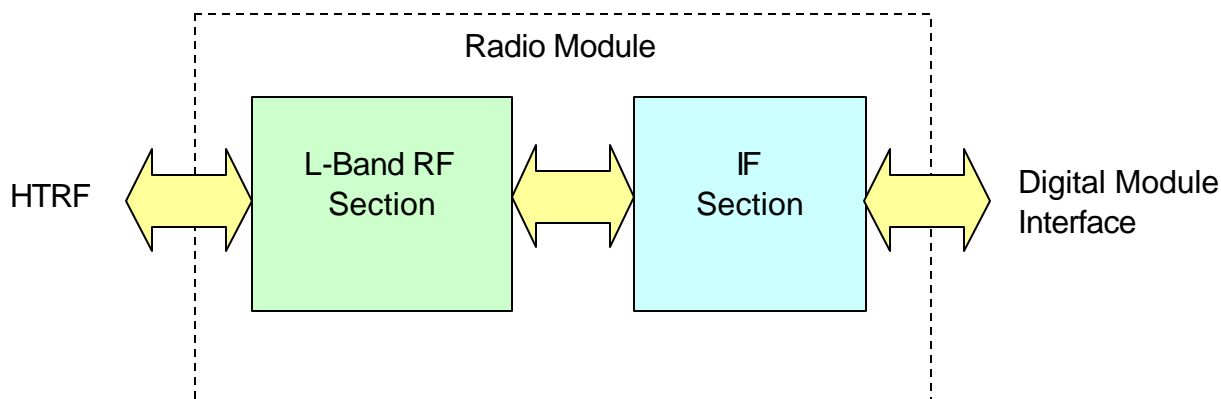 Radio Module
HTRF
L-Band RF
Section
IF
Section
Digital Module
Interface